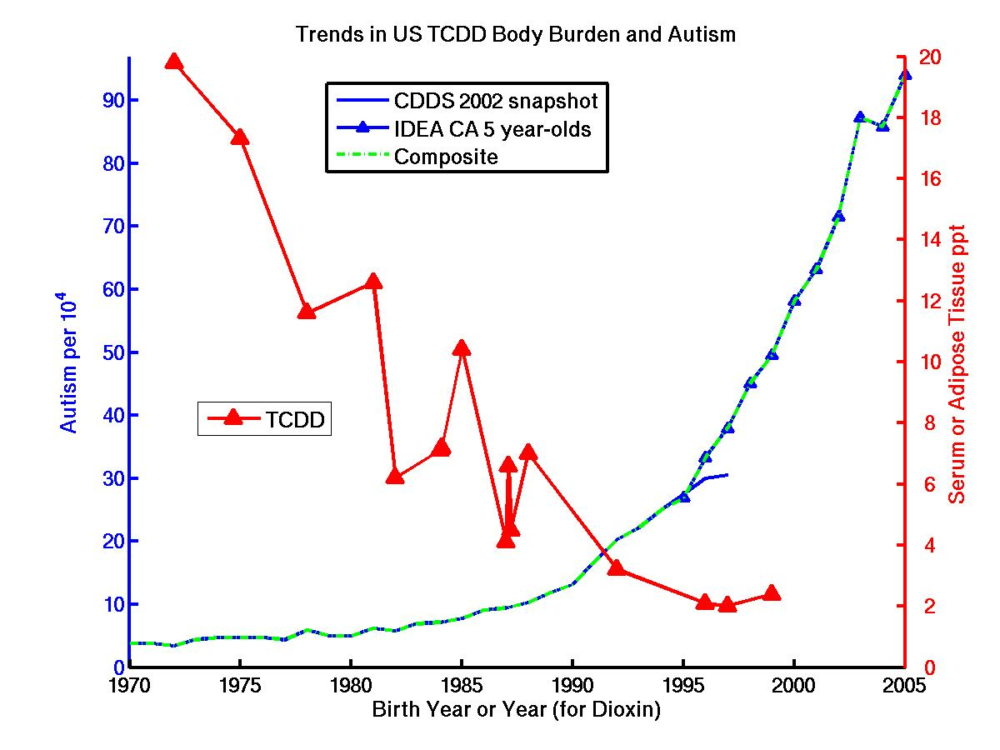 Trends in US TCDD Body Burden and Autism
CDDS 2002 snapshot
IDEA CA 5 year-olds
Composite
TCDD
Autism per 10⁴
90
80
70
60
50
40
30
20
10
0
Serum or Adipose Tissue ppt
20
18
16
14
12
10
8
6
4
2
0
1970 1975 1980 1985 1990 1995 2000 2005
Birth Year or Year (for Dioxin)